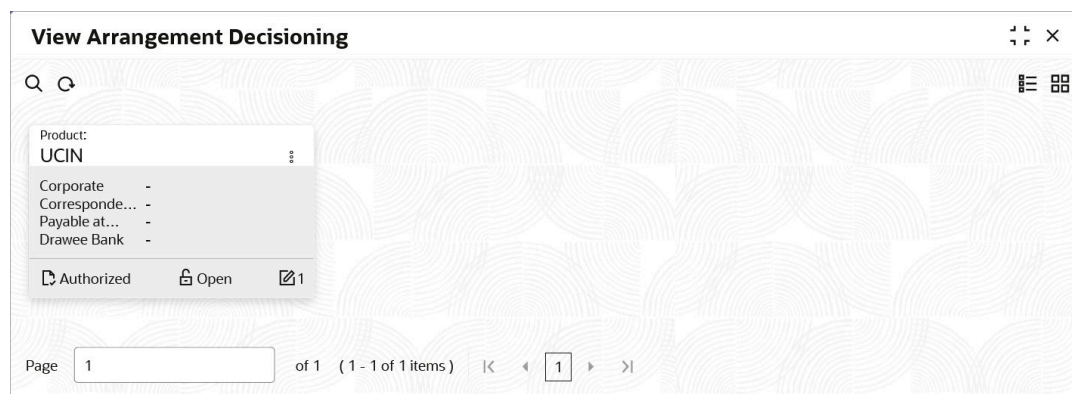 View Arrangement Decisioning
Product:
UCIN
Corporate -
Corresponde... -
Payable at... -
Drawee Bank -
Authorized Open 1
Page 1 of 1 ( 1 - 1 of 1 items ) 1